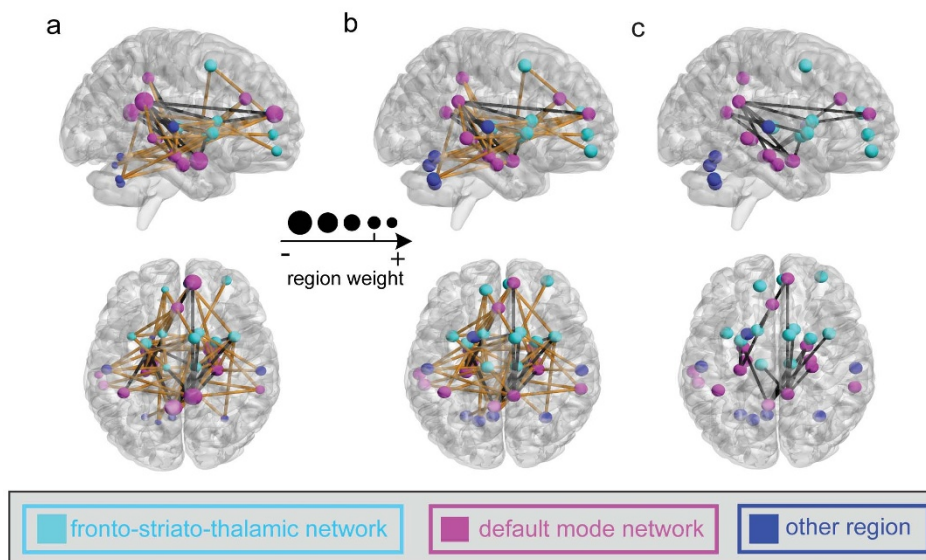 a
b
c
-
+
region weight
fronto-striato-thalamic network
default mode network
other region